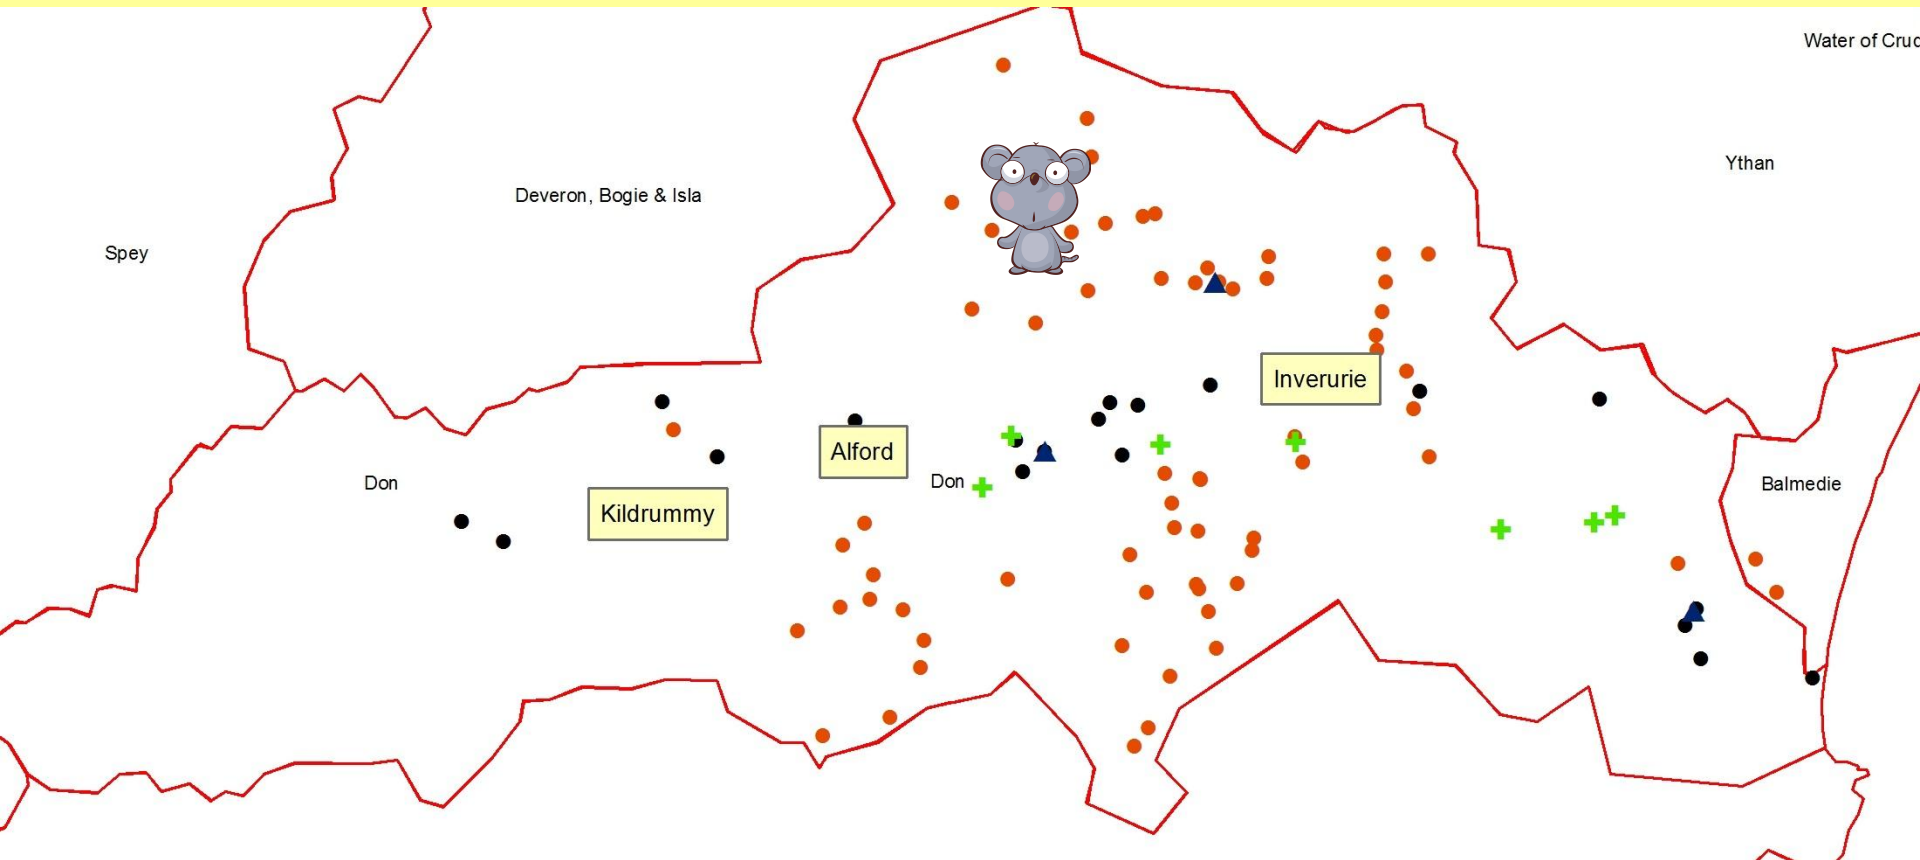 Water of Cruc
Ythan
Deveron, Bogie & Isla
Spey
Inverurie
Alford
Don
Don
Balmedie
Kildrummy